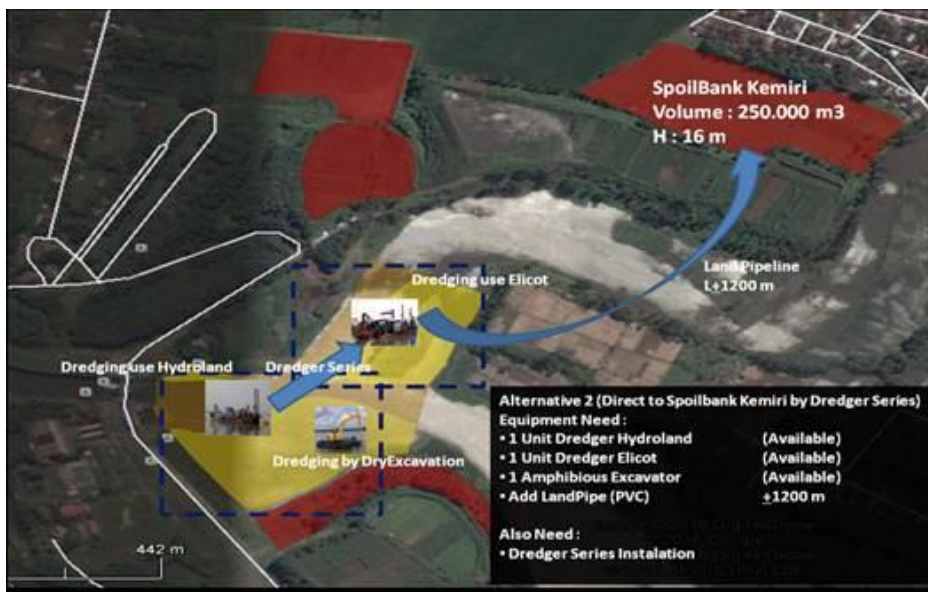 SpoilBank Kemiri
Volume : 250.000 m3
H : 16 m
Land Pipeline
L+1200 m
Dredging use Elicot
Dredging use Hydroland
Dredger Series
Dredging by DryExcavation
442 m
Alternative 2 (Direct to Spoilbank Kemiri by Dredger Series)
Equipment Need :
• 1 Unit Dredger Hydroland (Available)
• 1 Unit Dredger Elicot (Available)
• 1 Amphibious Excavator (Available)
• Add LandPipe (PVC) ±1200 m
Also Need :
• Dredger Series Instalation